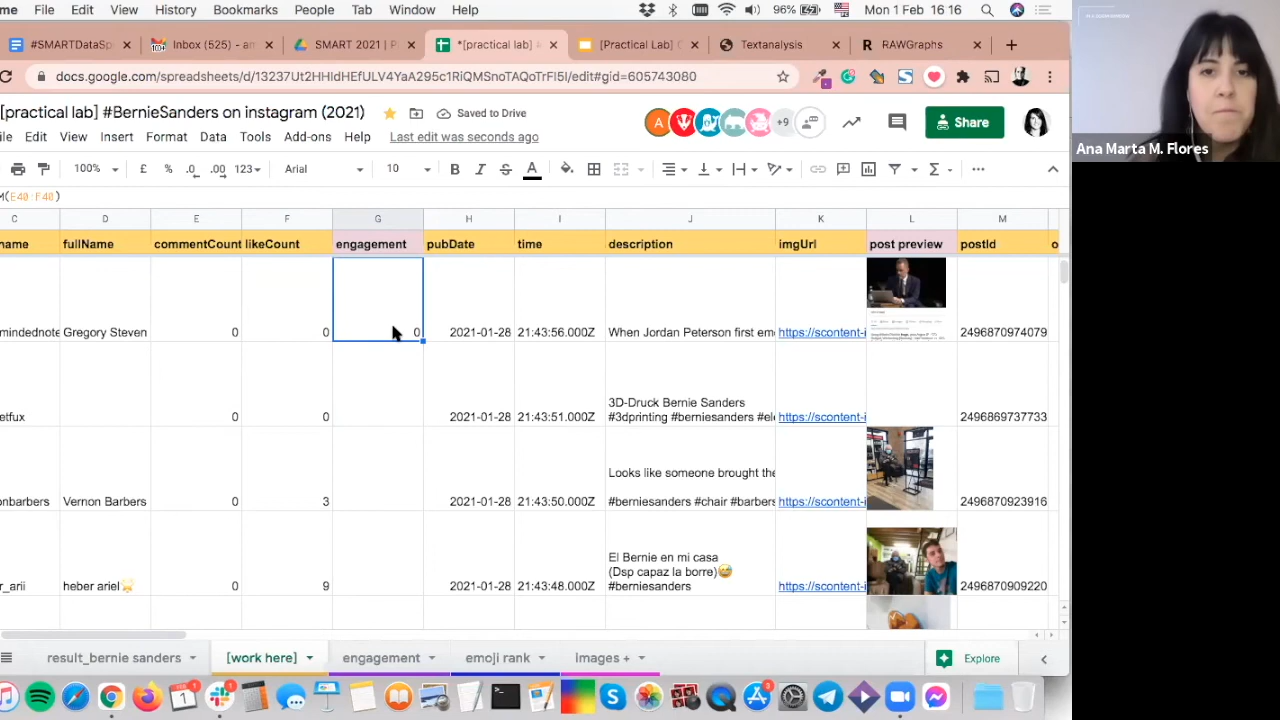 File Edit View History Bookmarks People Tab Window Help 96% Mon 1 Feb 16 16
#SMARTDataSp Inbox (525) - am SMART 2021 | P *[practical lab] # [Practical Lab] C Textanalysis RAWGraphs
docs.google.com/spreadsheets/d/13237Ut2HHIdHEfULV4YaA295c1RiQMSnoTAQoTrFl5I/edit#gid=605743080
[practical lab] #BernieSanders on instagram (2021) Saved to Drive
A +9 Share
ile Edit View Insert Format Data Tools Add-ons Help Last edit was seconds ago
100% £ % .0 .00 123 Arial 10 B I S A
M(E40:F40)
C D E F G H I J K L M
name fullName commentCount likeCount engagement pubDate time description imgUrl post preview postId o
mindednote Gregory Steven 0 0 2021-01-28 21:43:56.000Z When Jordan Peterson first em https://scontent-i 2496870974079
3D-Druck Bernie Sanders
etfux 0 0 2021-01-28 21:43:51.000Z #3dprinting #berniesanders #el https://scontent-i 2496869737733
Looks like someone brought the
onbarbers Vernon Barbers 0 3 2021-01-28 21:43:50.000Z #berniesanders #chair #barbers https://scontent-i 2496870923916
El Bernie en mi casa
(Dsp capaz la borre)😅
r_arii heber ariel 0 9 2021-01-28 21:43:48.000Z #berniesanders https://scontent-i 2496870909220
result_bernie sanders [work here] engagement emoji rank Images + Explore
Ana Marta M. Flores